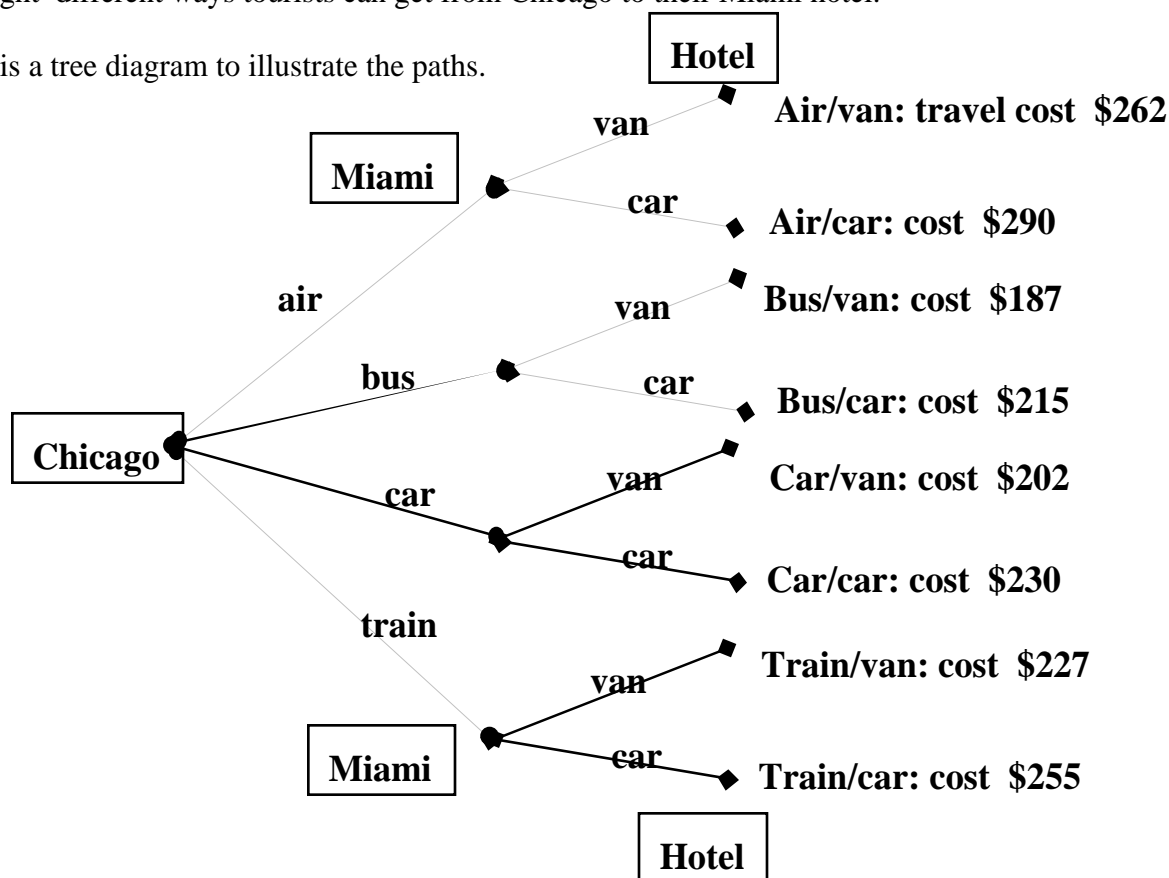 different ways tourists can get from Chicago to their Miami hotel.
is a tree diagram to illustrate the paths.
Hotel
van
Air/van: travel cost $262
Miami
car
Air/car: cost $290
air
van
Bus/van: cost $187
bus
car
Bus/car: cost $215
Chicago
van
Car/van: cost $202
car
car
Car/car: cost $230
train
van
Train/van: cost $227
Miami
car
Train/car: cost $255
Hotel